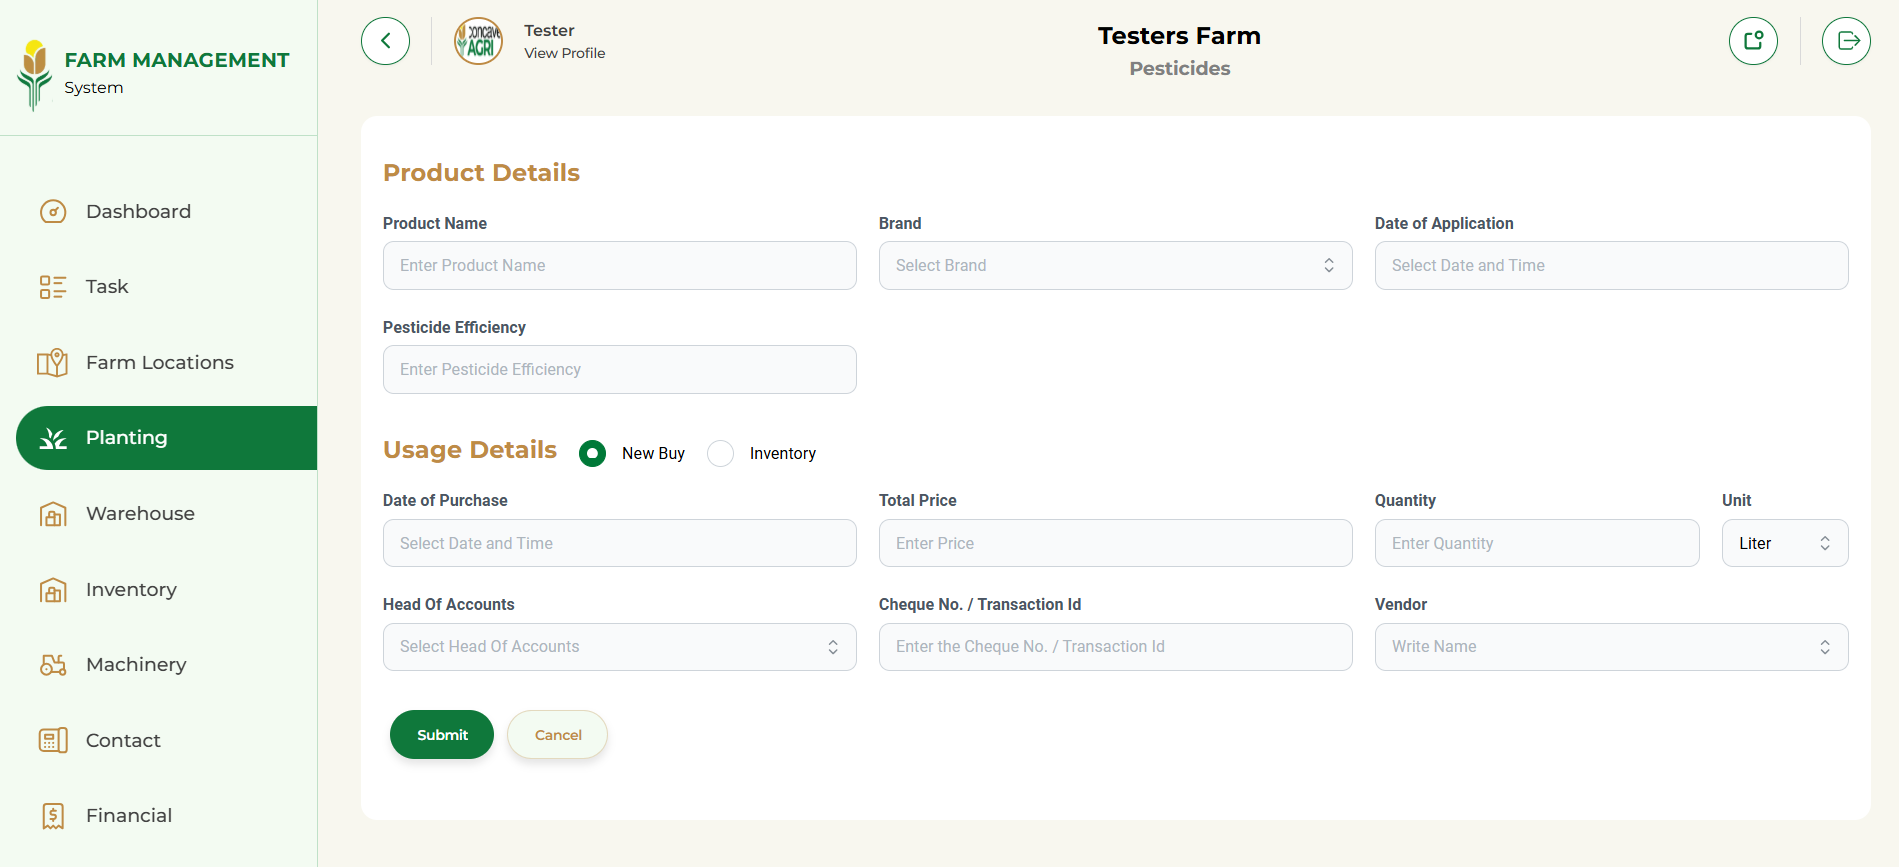 FARM MANAGEMENT
System
Dashboard
Task
Farm Locations
Planting
Warehouse
Inventory
Machinery
Contact
Financial
concave
AGRI
Tester
View Profile
Testers Farm
Pesticides
Product Details
Product Name
Brand
Date of Application
Enter Product Name
Select Brand
Select Date and Time
Pesticide Efficiency
Enter Pesticide Efficiency
Usage Details
New Buy
Inventory
Date of Purchase
Total Price
Quantity
Unit
Select Date and Time
Enter Price
Enter Quantity
Liter
Head Of Accounts
Cheque No. / Transaction Id
Vendor
Select Head Of Accounts
Enter the Cheque No. / Transaction Id
Write Name
Submit
Cancel